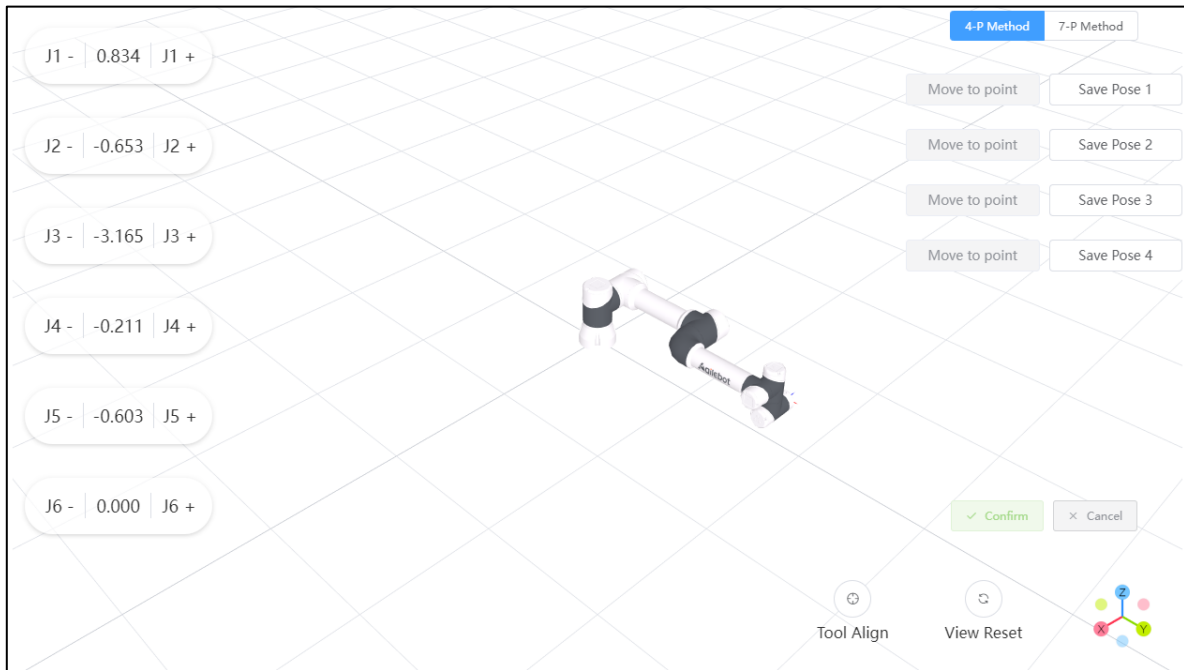 4-P Method 7-P Method
J1 - 0.834 J1 +
Move to point Save Pose 1
J2 - -0.653 J2 +
Move to point Save Pose 2
Move to point Save Pose 3
J3 - -3.165 J3 +
Move to point Save Pose 4
J4 - -0.211 J4 +
Agilebot
J5 - -0.603 J5 +
J6 - 0.000 J6 +
Confirm Cancel
Tool Align View Reset
Z
X Y